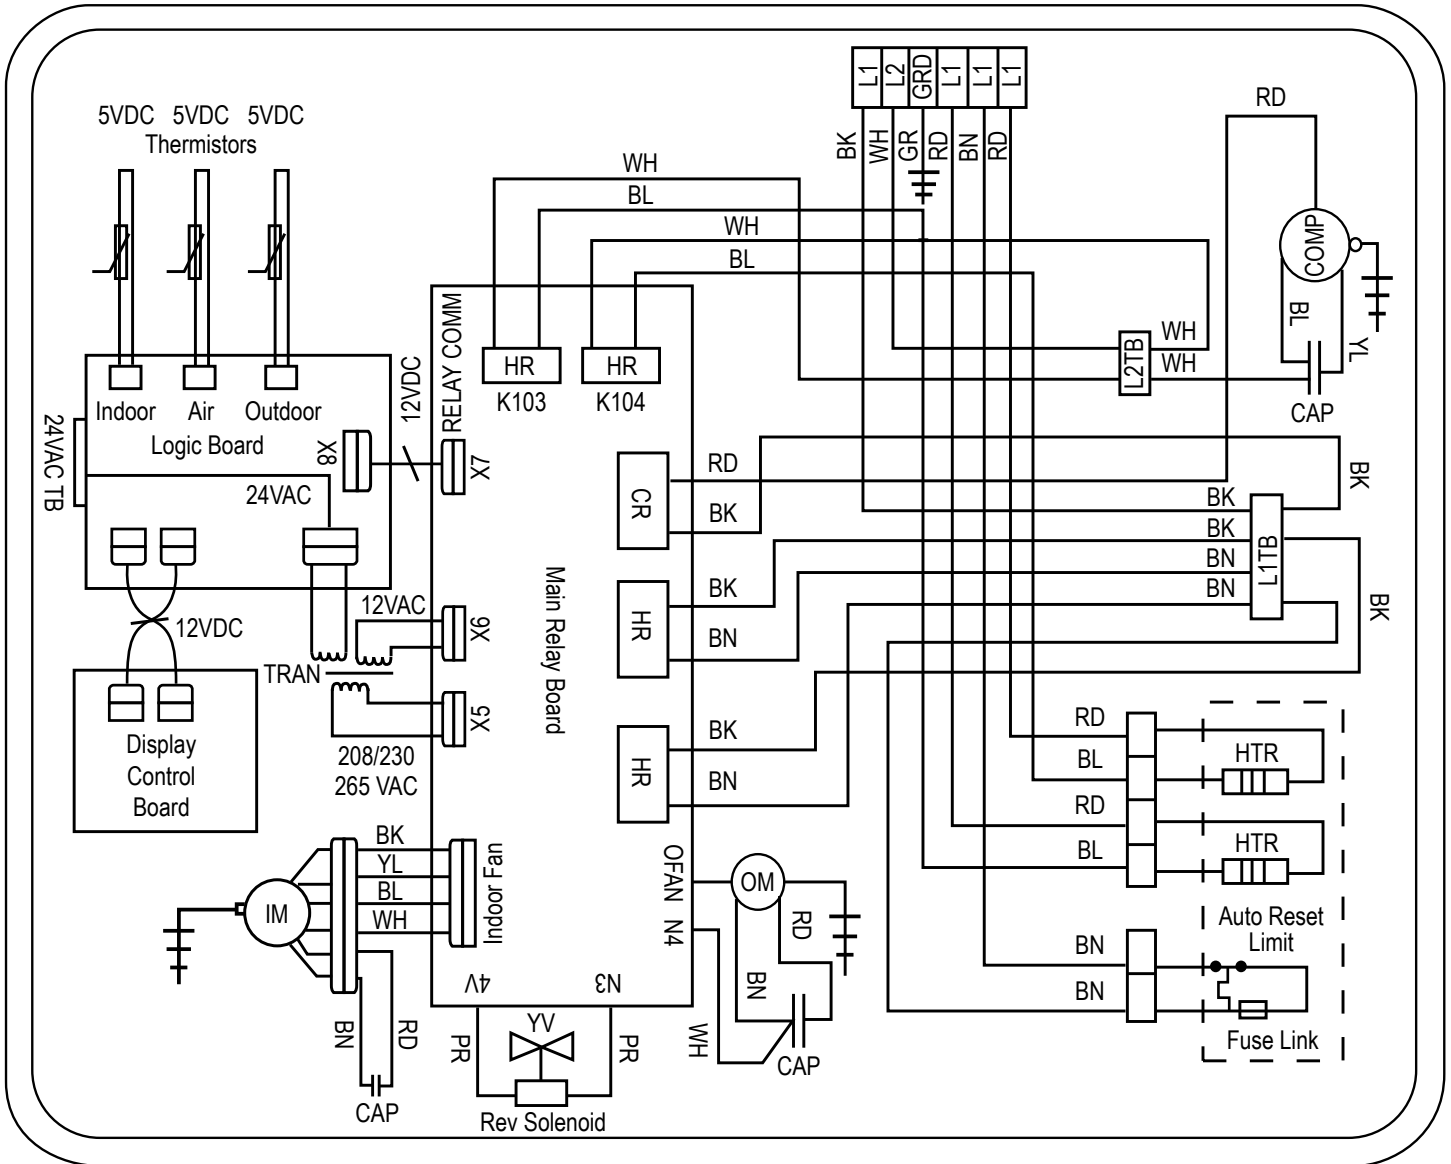 5VDC 5VDC 5VDC
Thermistors
L1 L2 GRD L1 L1 L1
BK WH GR RD BN RD
RD
WH
BL
WH
BL
COMP
BL
YL
CAP
WH
WH
L2TB
Indoor Air Outdoor
Logic Board
24VAC TB
24VAC
X8
12VDC
RELAY COMM
X7
HR
K103
HR
K104
CR
RD
BK
BK
BK
BK
BN
BN
L1TB
BK
HR
BK
BN
Main Relay Board
HR
BK
BN
12VAC
X6
TRAN
X5
208/230
265 VAC
12VDC
Display
Control
Board
RD
BL
RD
BL
HTR
HTR
Auto Reset
Limit
BN
BN
Fuse Link
IM
BK
YL
BL
WH
Indoor Fan
BN
RD
CAP
OFAN N4
OM
RD
BN
WH
CAP
4V
N3
PR
YV
PR
Rev Solenoid